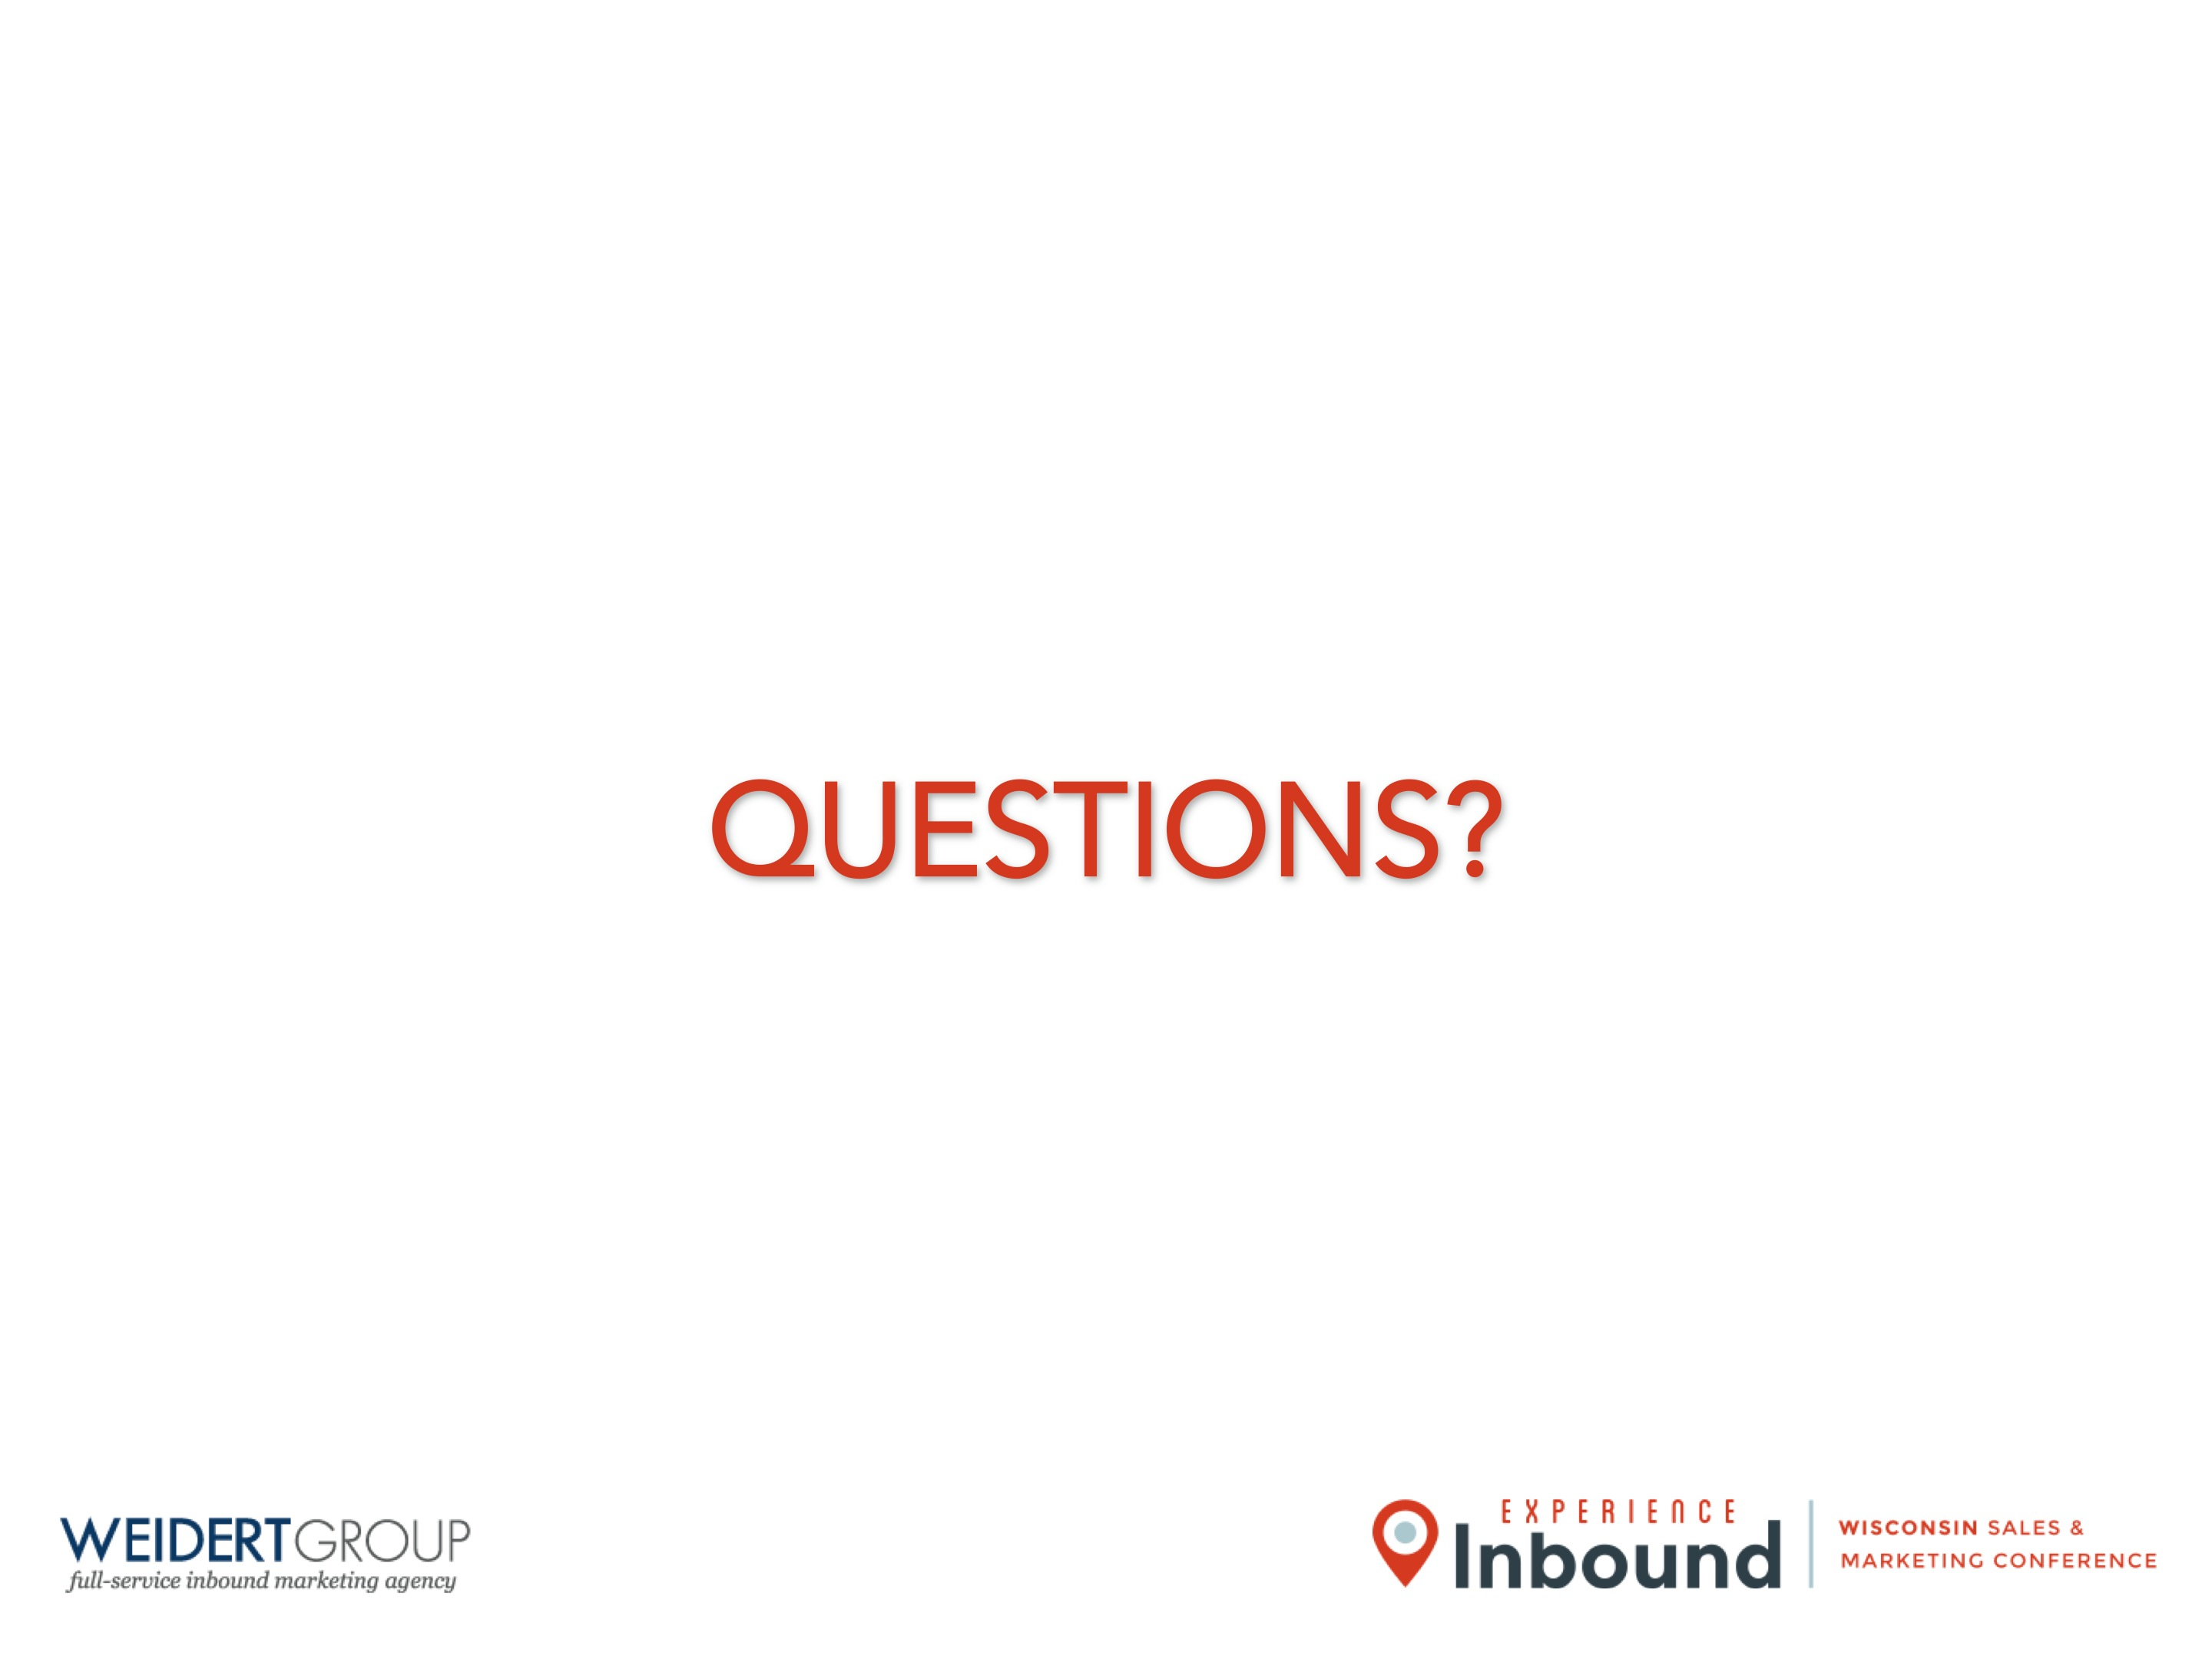 QUESTIONS?
WEIDERTGROUP
full-service inbound marketing agency
EXPERIENCE
Inbound
WISCONSIN SALES &
MARKETING CONFERENCE